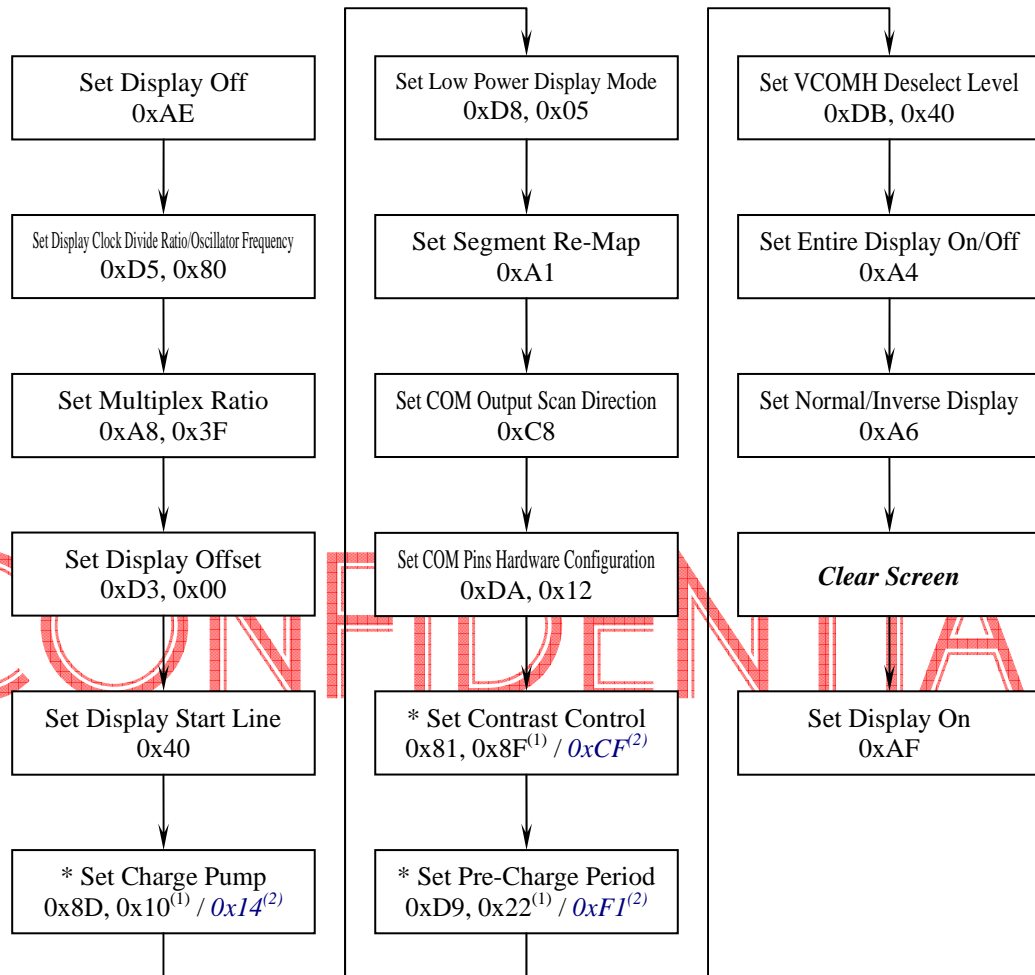 Set Display Off
0xAE
Set Display Clock Divide Ratio/Oscillator Frequency
0xD5, 0x80
Set Multiplex Ratio
0xA8, 0x3F
Set Display Offset
0xD3, 0x00
Set Display Start Line
0x40
* Set Charge Pump
0x8D, 0x10(1) / 0x14(2)
Set Low Power Display Mode
0xD8, 0x05
Set Segment Re-Map
0xA1
Set COM Output Scan Direction
0xC8
Set COM Pins Hardware Configuration
0xDA, 0x12
* Set Contrast Control
0x81, 0x8F(1) / 0xCF(2)
* Set Pre-Charge Period
0xD9, 0x22(1) / 0xF1(2)
Set VCOMH Deselect Level
0xDB, 0x40
Set Entire Display On/Off
0xA4
Set Normal/Inverse Display
0xA6
Clear Screen
Set Display On
0xAF
CONFIDENTIA